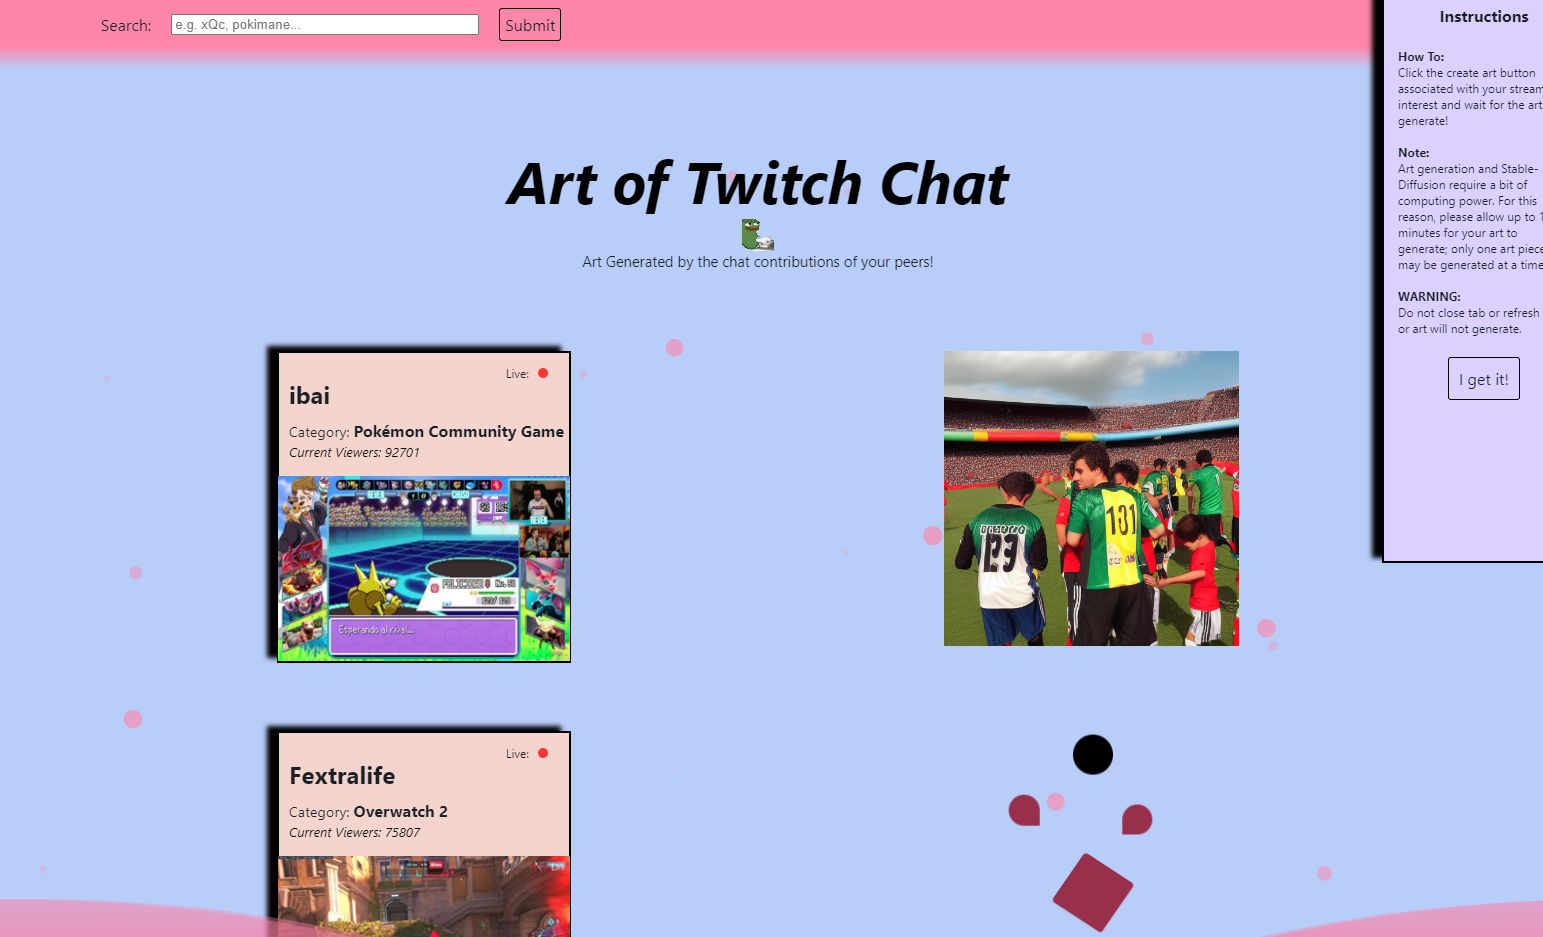 Search:
e.g. xQc, pokimane...
Submit
Instructions
How To:
Click the create art button
associated with your stream
interest and wait for the art
generate!
Note:
Art generation and Stable-
Diffusion require a bit of
computing power. For this
reason, please allow up to 1
minutes for your art to
generate; only one art piece
may be generated at a time
WARNING:
Do not close tab or refresh
or art will not generate.
I get it!
Art of Twitch Chat
Art Generated by the chat contributions of your peers!
Live:
ibai
Category: Pokémon Community Game
Current Viewers: 92701
REVEN
CHUSO
REVEN
Esperando al rival...
131
Live:
Fextralife
Category: Overwatch 2
Current Viewers: 75807
LIVE